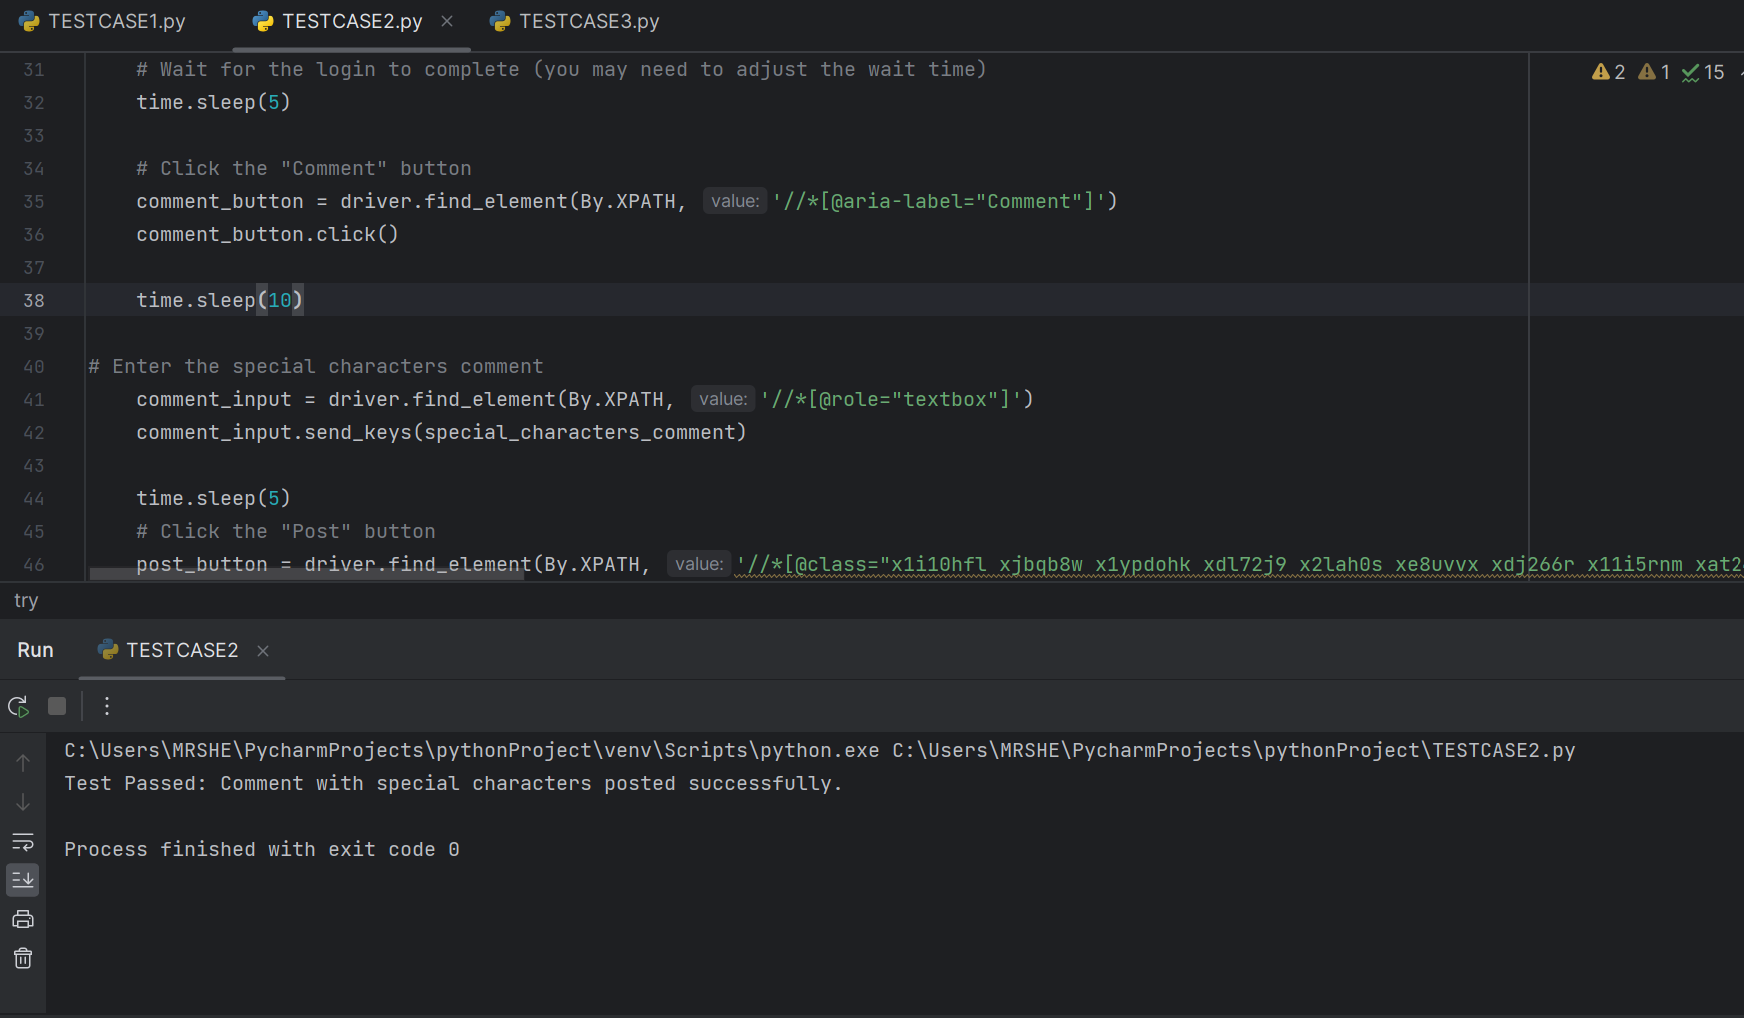 TESTCASE1.py TESTCASE2.py TESTCASE3.py
2 1 15
31 # Wait for the login to complete (you may need to adjust the wait time)
32 time.sleep(5)
33
34 # Click the "Comment" button
35 comment_button = driver.find_element(By.XPATH, value: '//*[@aria-label="Comment"]')
36 comment_button.click()
37
38 time.sleep(10)
39
40 # Enter the special characters comment
41 comment_input = driver.find_element(By.XPATH, value: '//*[@role="textbox"]')
42 comment_input.send_keys(special_characters_comment)
43
44 time.sleep(5)
45 # Click the "Post" button
46 post_button = driver.find_element(By.XPATH, value: '//*[@class="x1i10hfl xjbqb8w x1ypdohk xdl72j9 x2lah0s xe8uvvx xdj266r x11i5rnm
try
Run TESTCASE2
C:\Users\MRSHE\PycharmProjects\pythonProject\venv\Scripts\python.exe C:\Users\MRSHE\PycharmProjects\pythonProject\TESTCASE2.py
Test Passed: Comment with special characters posted successfully.
Process finished with exit code 0